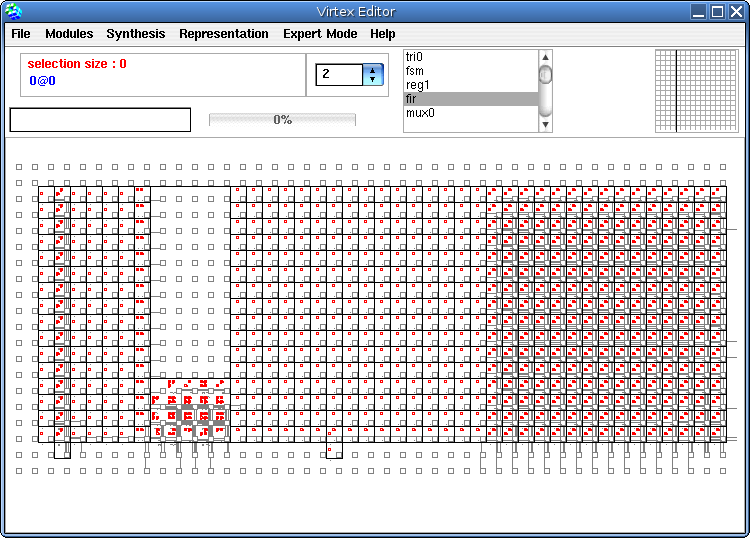 Virtex Editor
File Modules Synthesis Representation Expert Mode Help
selection size : 0
0@0
2
tri0
fsm
reg1
fir
mux0
0%